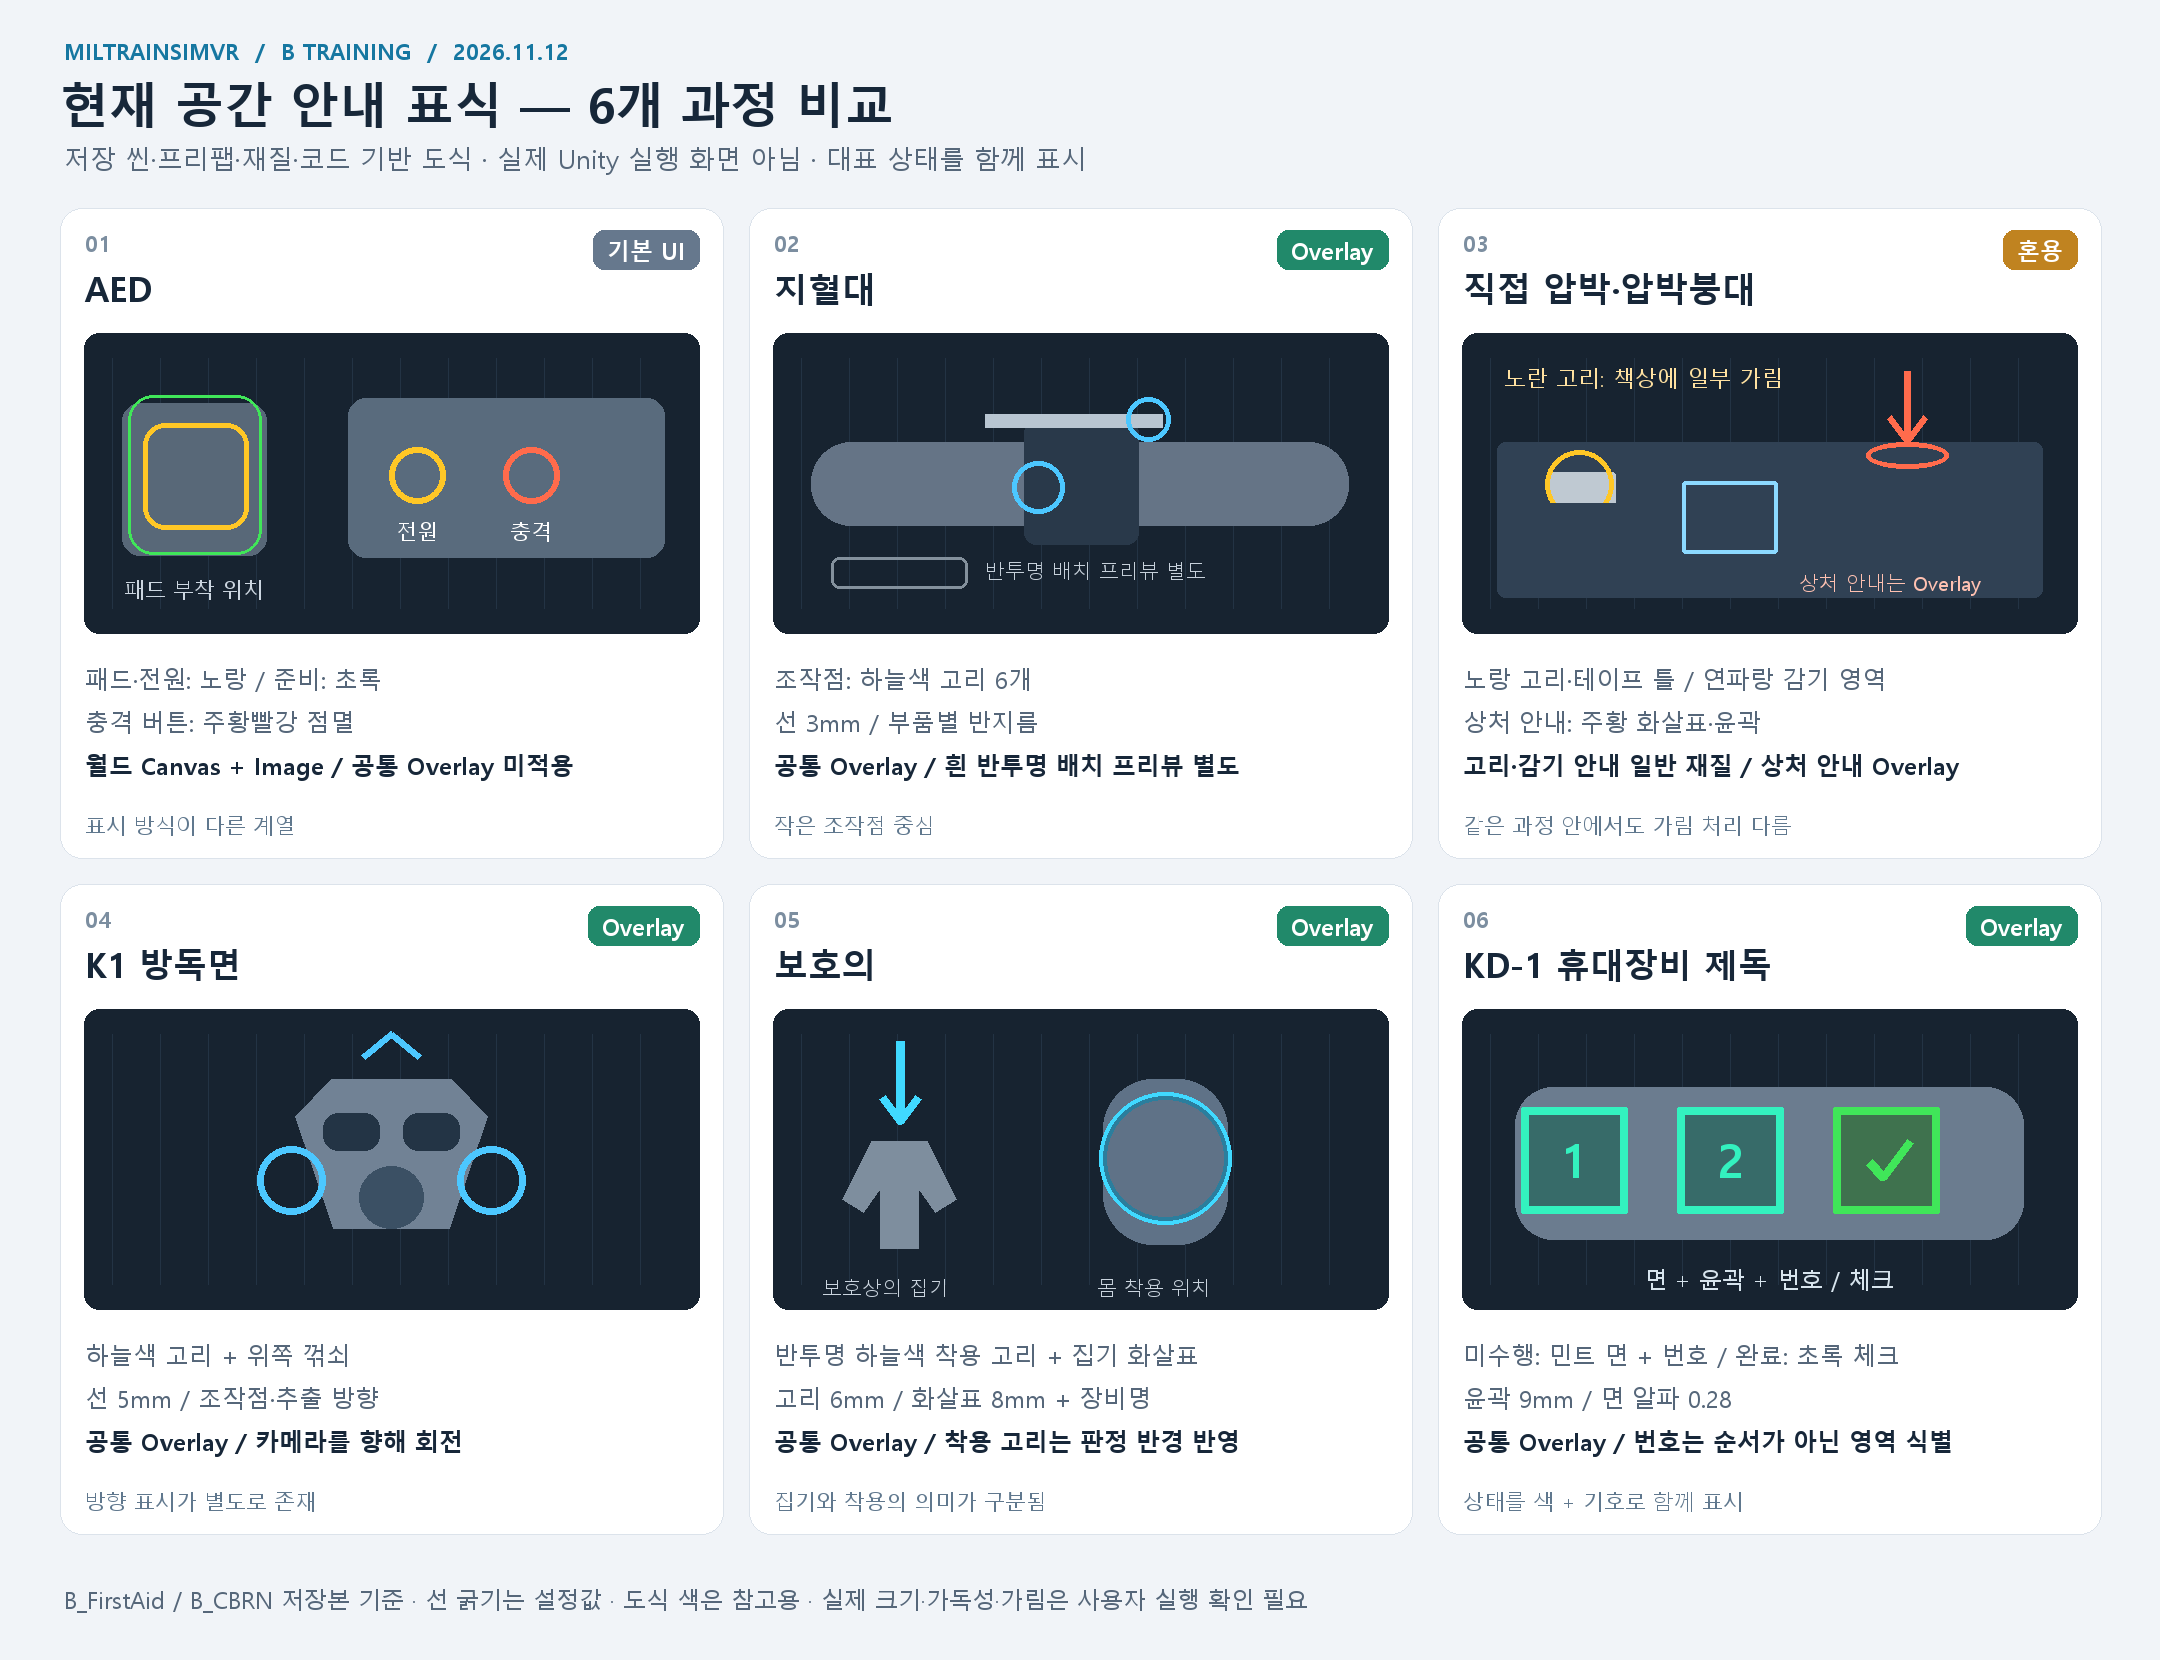 MILTRAINSIMVR / B TRAINING / 2026.11.12
현재 공간 안내 표식 — 6개 과정 비교
저장 씬·프리팹·재질·코드 기반 도식 · 실제 Unity 실행 화면 아님 · 대표 상태를 함께 표시
01
기본 UI
AED
전원
충격
패드 부착 위치
패드·전원: 노랑 / 준비: 초록
충격 버튼: 주황빨강 점멸
월드 Canvas + Image / 공통 Overlay 미적용
표시 방식이 다른 계열
02
Overlay
지혈대
반투명 배치 프리뷰 별도
조작점: 하늘색 고리 6개
선 3mm / 부품별 반지름
공통 Overlay / 흰 반투명 배치 프리뷰 별도
작은 조작점 중심
03
혼용
직접 압박·압박붕대
노란 고리: 책상에 일부 가림
상처 안내는 Overlay
노랑 고리·테이프 틀 / 연파랑 감기 영역
상처 안내: 주황 화살표·윤곽
고리·감기 안내 일반 재질 / 상처 안내 Overlay
같은 과정 안에서도 가림 처리 다름
04
Overlay
K1 방독면
하늘색 고리 + 위쪽 꺾쇠
선 5mm / 조작점·추출 방향
공통 Overlay / 카메라를 향해 회전
방향 표시가 별도로 존재
05
Overlay
보호의
보호상의 집기
몸 착용 위치
반투명 하늘색 착용 고리 + 집기 화살표
고리 6mm / 화살표 8mm + 장비명
공통 Overlay / 착용 고리는 판정 반경 반영
집기와 착용의 의미가 구분됨
06
Overlay
KD-1 휴대장비 제독
1
2
면 + 윤곽 + 번호 / 체크
미수행: 민트 면 + 번호 / 완료: 초록 체크
윤곽 9mm / 면 알파 0.28
공통 Overlay / 번호는 순서가 아닌 영역 식별
상태를 색 + 기호로 함께 표시
B_FirstAid / B_CBRN 저장본 기준 · 선 굵기는 설정값 · 도식 색은 참고용 · 실제 크기·가독성·가림은 사용자 실행 확인 필요